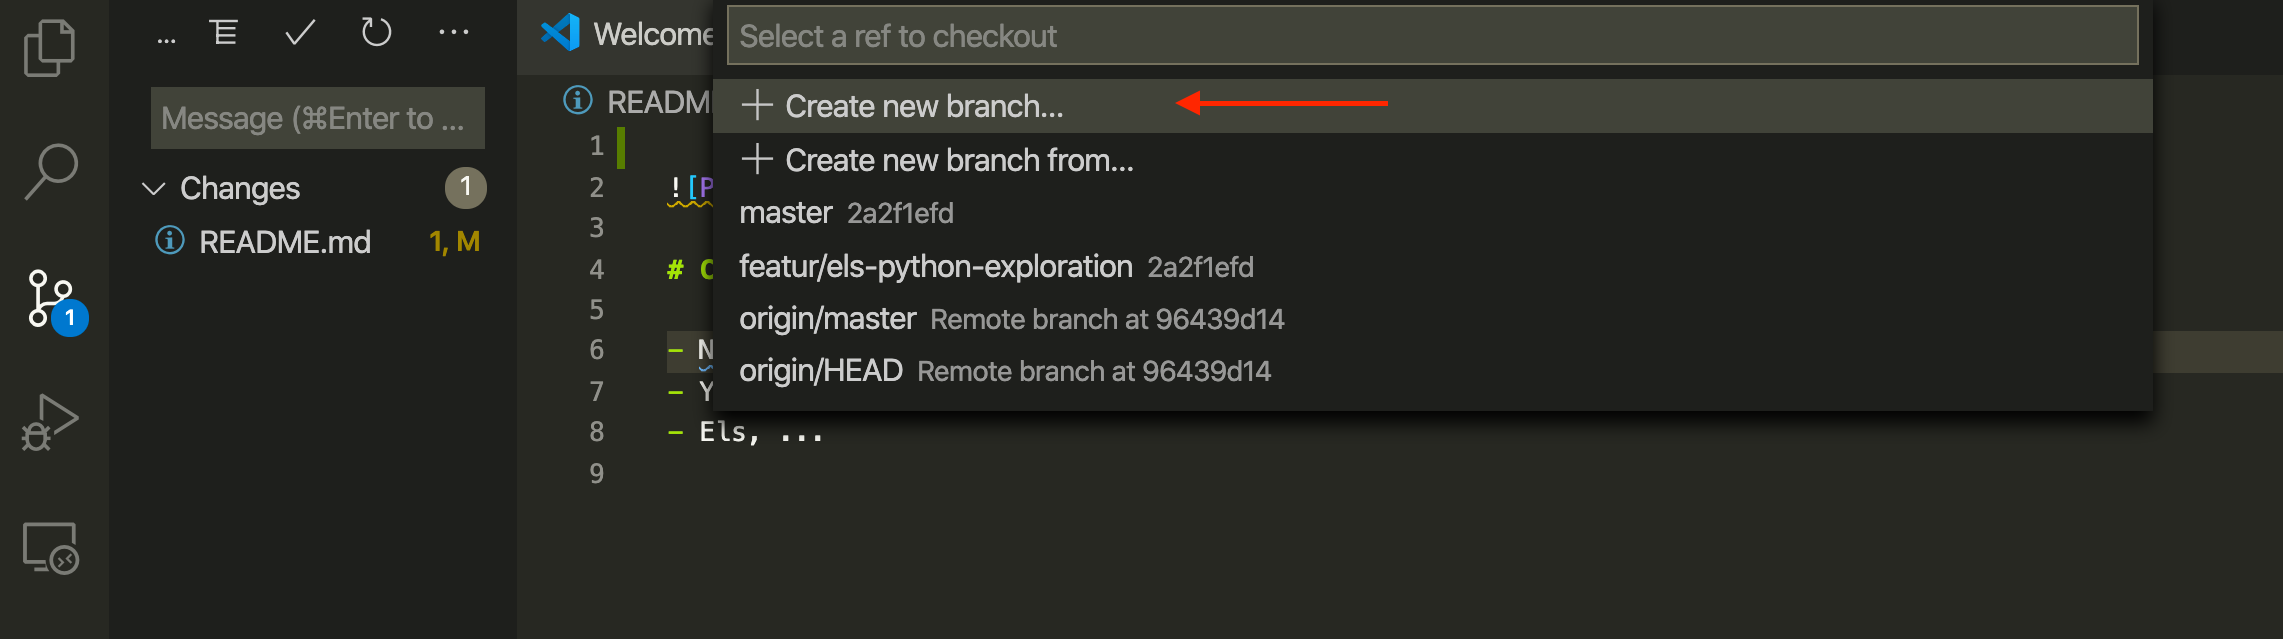 ...
Message (⌘Enter to ...
Changes 1
README.md 1, M
1
Welcome
README
1
2 ![P
3
4 # C
5
6 - N
7 - Y
8 - Els, ...
9
Select a ref to checkout
Create new branch...
Create new branch from...
master 2a2f1efd
featur/els-python-exploration 2a2f1efd
origin/master Remote branch at 96439d14
origin/HEAD Remote branch at 96439d14